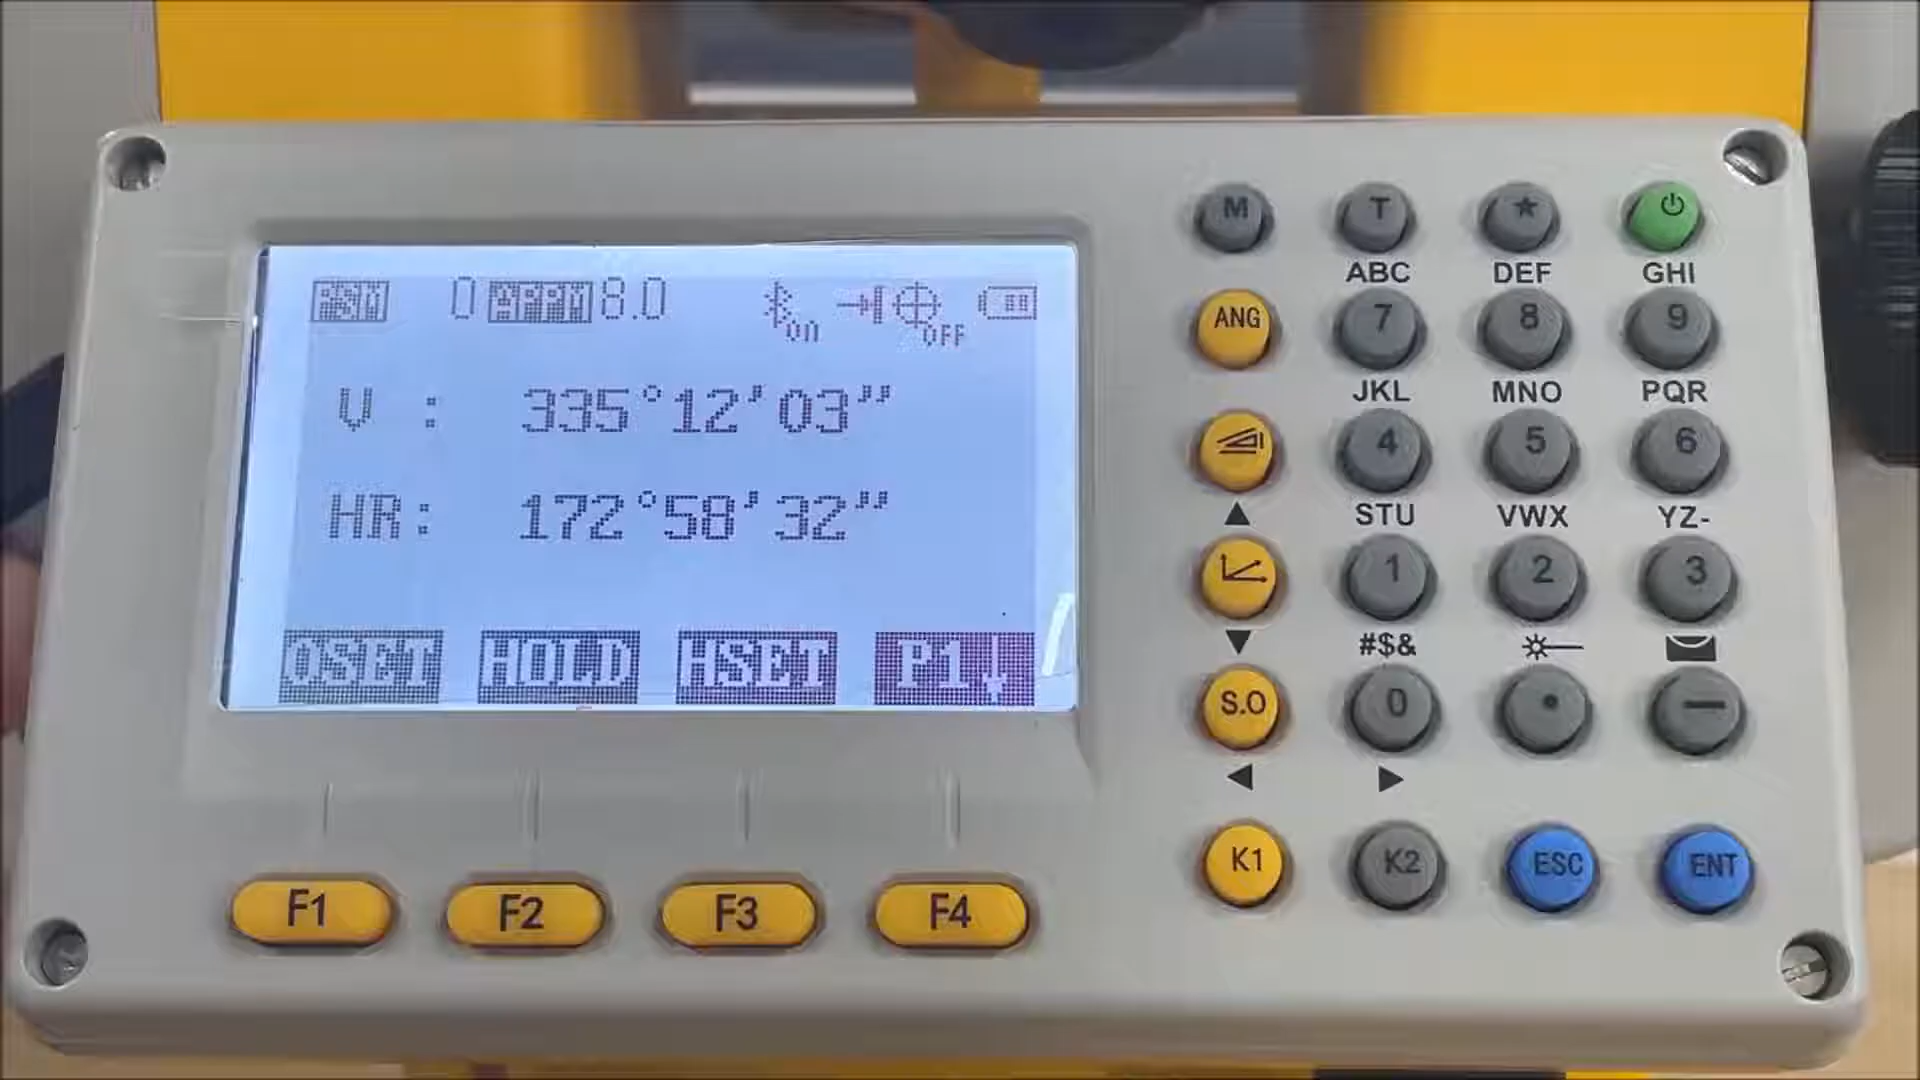 PSM 0 APPM 8.0 on OFF
V : 335°12'03"
HR: 172°58'32"
OSET HOLD HSET P1↓
F1 F2 F3 F4
M T ★
ABC DEF GHI
ANG 7 8 9
JKL MNO PQR
4 5 6
▲ STU VWX YZ-
1 2 3
▼ #$&
S.O 0 • —
◀ ▶
K1 K2 ESC ENT